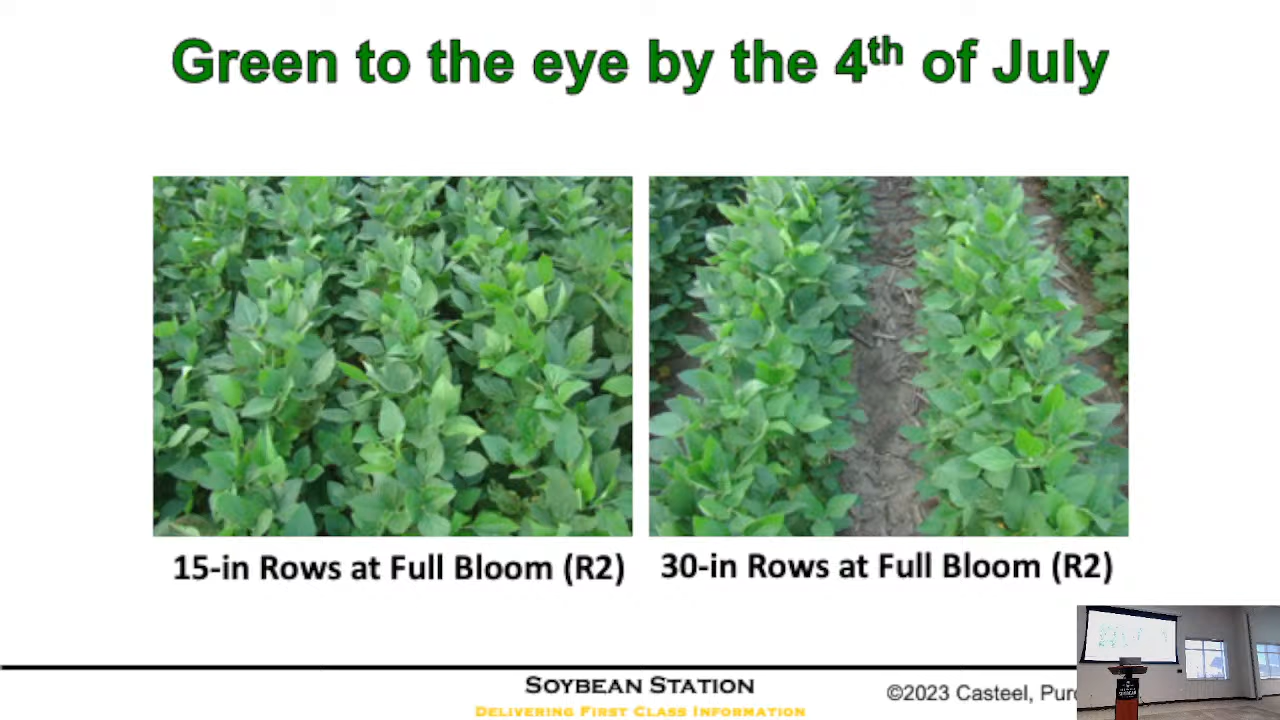 Green to the eye by the 4th of July
15-in Rows at Full Bloom (R2)
30-in Rows at Full Bloom (R2)
SOYBEAN STATION
DELIVERING FIRST CLASS INFORMATION
©2023 Casteel,